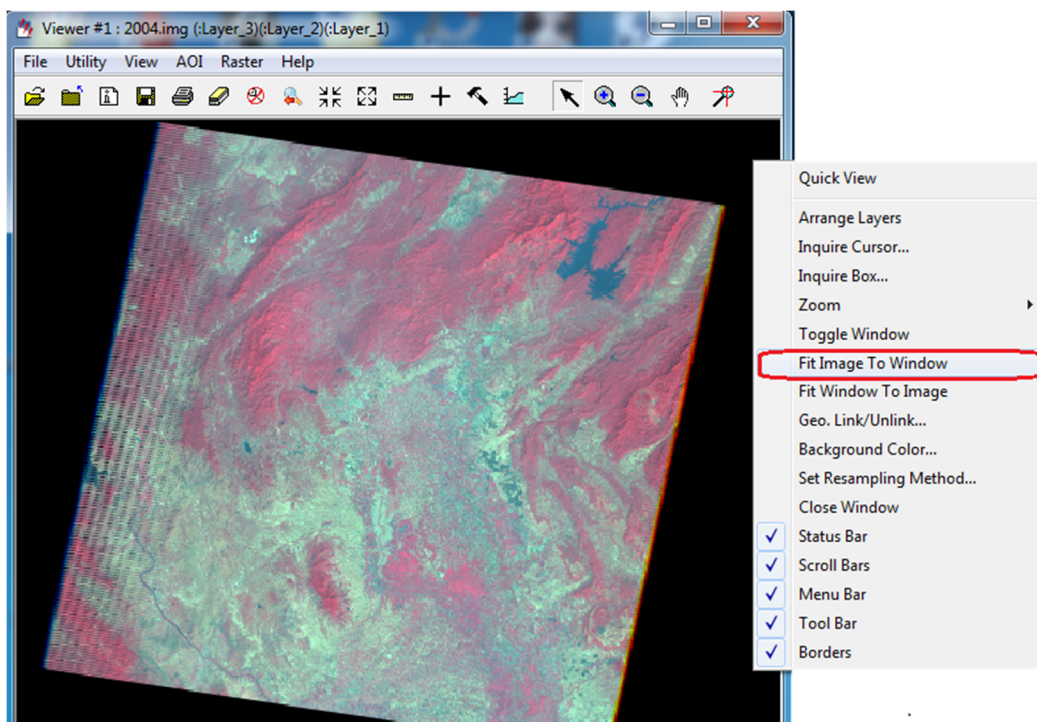 Viewer #1 : 2004.img (:Layer_3)(:Layer_2)(:Layer_1)
File Utility View AOI Raster Help
Quick View
Arrange Layers
Inquire Cursor...
Inquire Box...
Zoom
Toggle Window
Fit Image To Window
Fit Window To Image
Geo. Link/Unlink...
Background Color...
Set Resampling Method...
Close Window
Status Bar
Scroll Bars
Menu Bar
Tool Bar
Borders